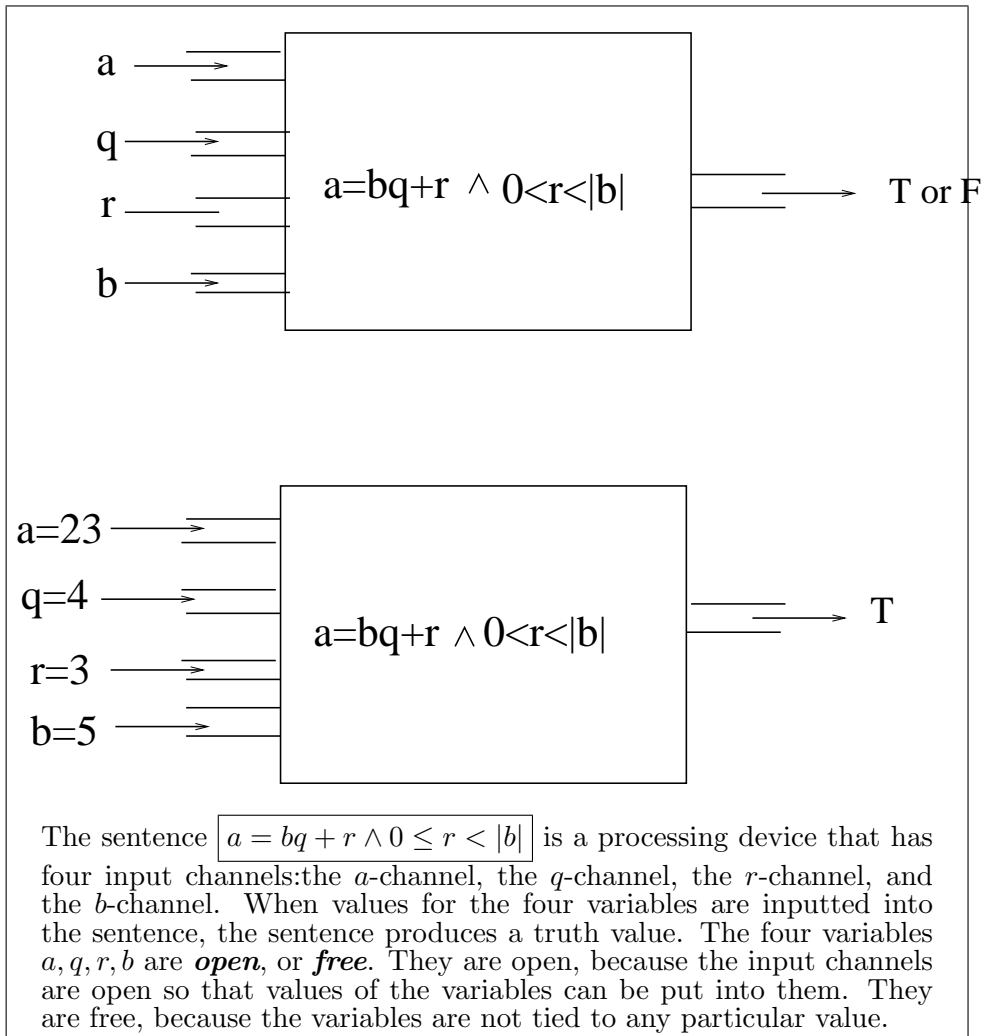 a
q
a=bq+r ^ 0<r<|b|
T or F
r
b
a=23
q=4
a=bq+r ^ 0<r<|b|
T
r=3
b=5
The sentence a = bq + r ∧ 0 ≤ r < |b| is a processing device that has
four input channels:the a-channel, the q-channel, the r-channel, and
the b-channel. When values for the four variables are inputted into
the sentence, the sentence produces a truth value. The four variables
a, q, r, b are open, or free. They are open, because the input channels
are open so that values of the variables can be put into them. They
are free, because the variables are not tied to any particular value.